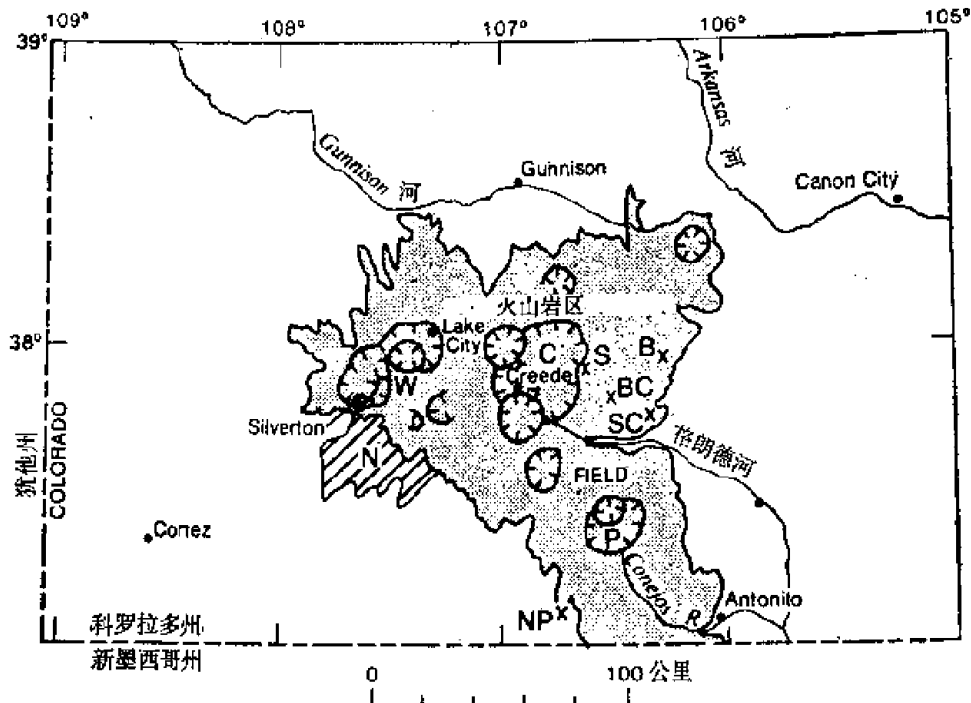 109° 108° 107° 106° 105°
39°
Gunnison 河
Gunnison
Arkansas 河
Canon City
火山岩区
38°
Lake City
C
S
B
W
Creede
BC
SC
Silverton
N
D
格朗德河
犹他州
COLORADO
FIELD
Cortez
P
Conejos R
NP
Antonito
科罗拉多州
新墨西哥州
0 100 公里